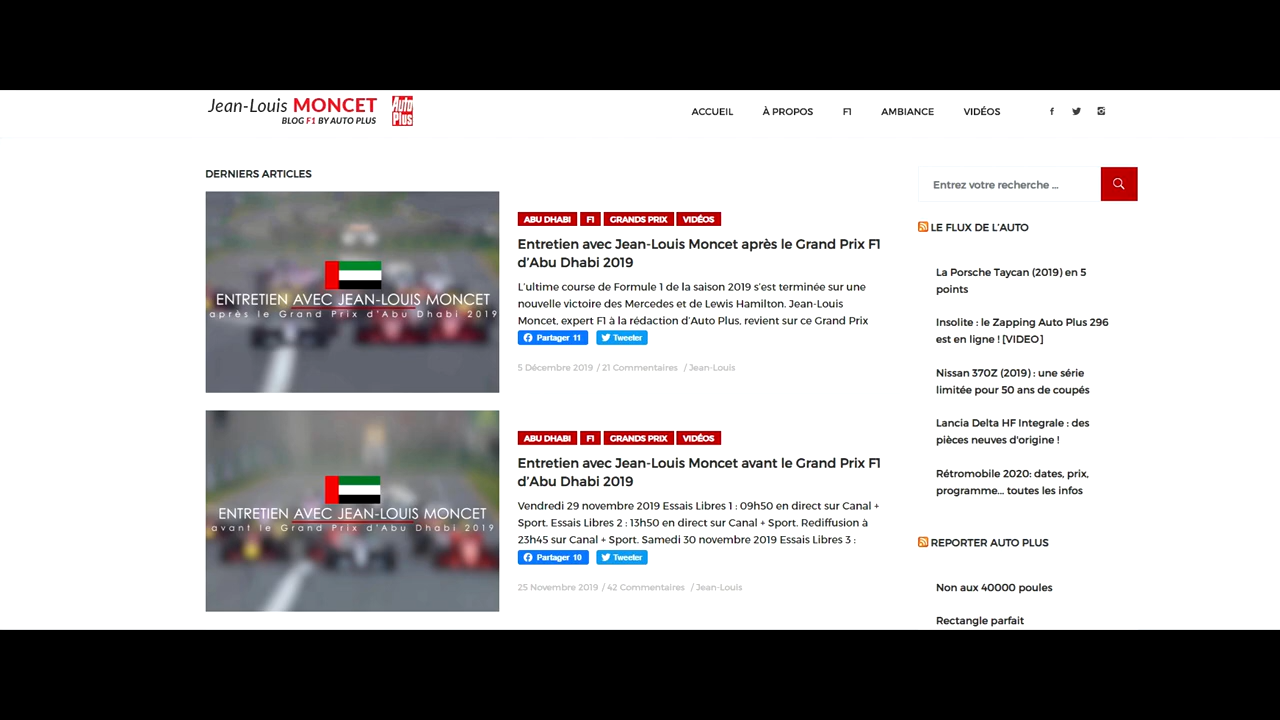 Jean-Louis MONCET
BLOG F1 BY AUTO PLUS
Auto
Plus
ACCUEIL
À PROPOS
F1
AMBIANCE
VIDÉOS
DERNIERS ARTICLES
ENTRETIEN AVEC JEAN-LOUIS MONCET
après le Grand Prix d'Abu Dhabi 2019
ABU DHABI F1 GRANDS PRIX VIDÉOS
Entretien avec Jean-Louis Moncet après le Grand Prix F1
d'Abu Dhabi 2019
L'ultime course de Formule 1 de la saison 2019 s'est terminée sur une
nouvelle victoire des Mercedes et de Lewis Hamilton. Jean-Louis
Moncet, expert F1 à la rédaction d'Auto Plus, revient sur ce Grand Prix
Partager 11 Tweeter
5 Décembre 2019 / 21 Commentaires / Jean-Louis
ENTRETIEN AVEC JEAN-LOUIS MONCET
avant le Grand Prix d'Abu Dhabi 2019
ABU DHABI F1 GRANDS PRIX VIDÉOS
Entretien avec Jean-Louis Moncet avant le Grand Prix F1
d'Abu Dhabi 2019
Vendredi 29 novembre 2019 Essais Libres 1 : 09h50 en direct sur Canal +
Sport. Essais Libres 2 : 13h50 en direct sur Canal + Sport. Rediffusion à
23h45 sur Canal + Sport. Samedi 30 novembre 2019 Essais Libres 3 :
Partager 10 Tweeter
25 Novembre 2019 / 42 Commentaires / Jean-Louis
Entrez votre recherche ...
LE FLUX DE L'AUTO
La Porsche Taycan (2019) en 5
points
Insolite : le Zapping Auto Plus 296
est en ligne ! [VIDEO]
Nissan 370Z (2019) : une série
limitée pour 50 ans de coupés
Lancia Delta HF Integrale : des
pièces neuves d'origine !
Rétromobile 2020: dates, prix,
programme... toutes les infos
REPORTER AUTO PLUS
Non aux 40000 poules
Rectangle parfait